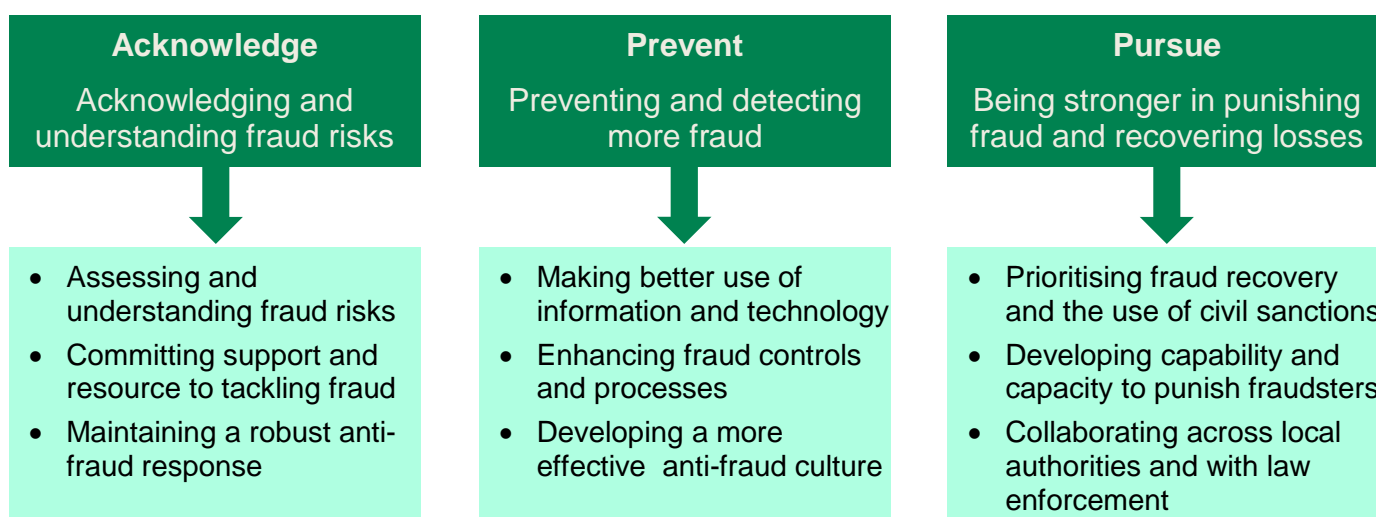 Acknowledge
Acknowledging and
understanding fraud risks
• Assessing and
understanding fraud risks
• Committing support and
resource to tackling fraud
• Maintaining a robust anti-
fraud response
Prevent
Preventing and detecting
more fraud
• Making better use of
information and technology
• Enhancing fraud controls
and processes
• Developing a more
effective  anti-fraud culture
Pursue
Being stronger in punishing
fraud and recovering losses
• Prioritising fraud recovery
and the use of civil sanctions
• Developing capability and
capacity to punish fraudsters
• Collaborating across local
authorities and with law
enforcement